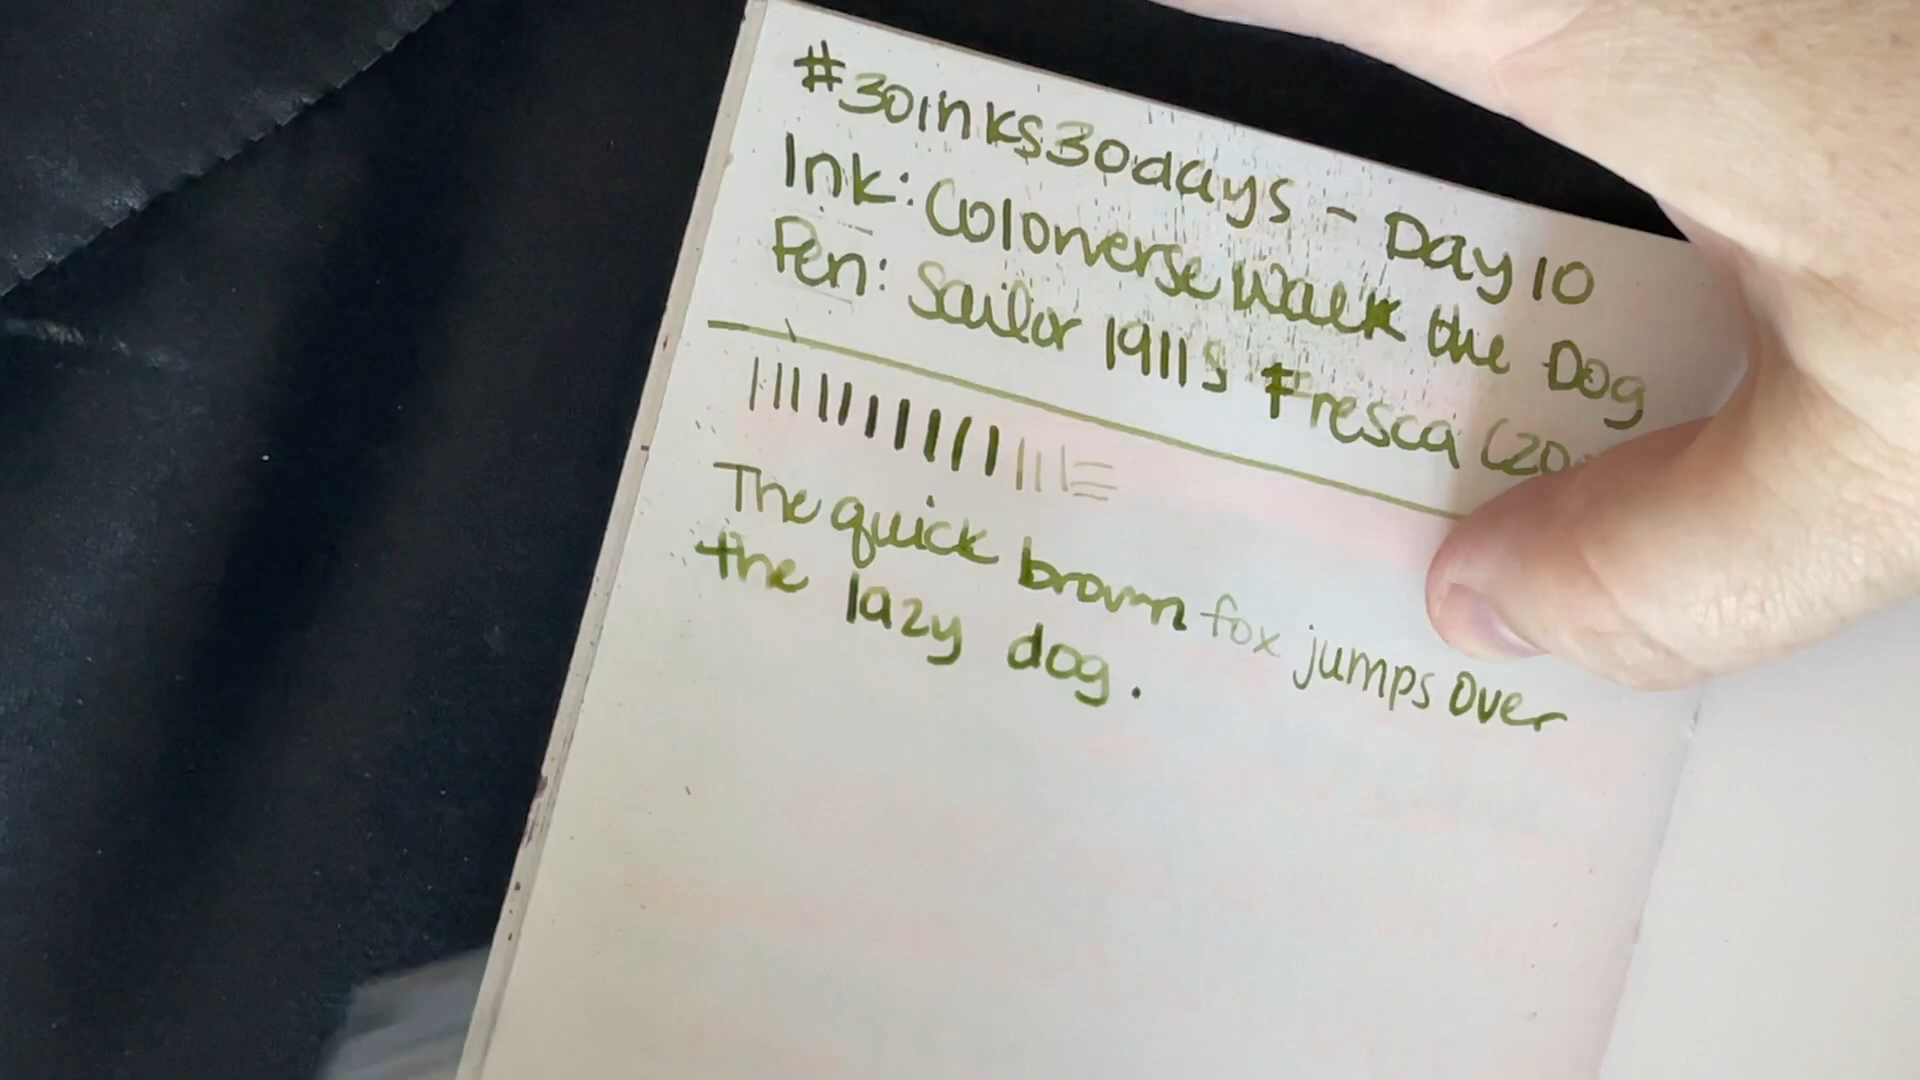 #30inks30days - Day 10
Ink: Colorverse Walk the Dog
Pen: Sailor 1911s Fresca (20
The quick brown fox jumps over
the lazy dog.